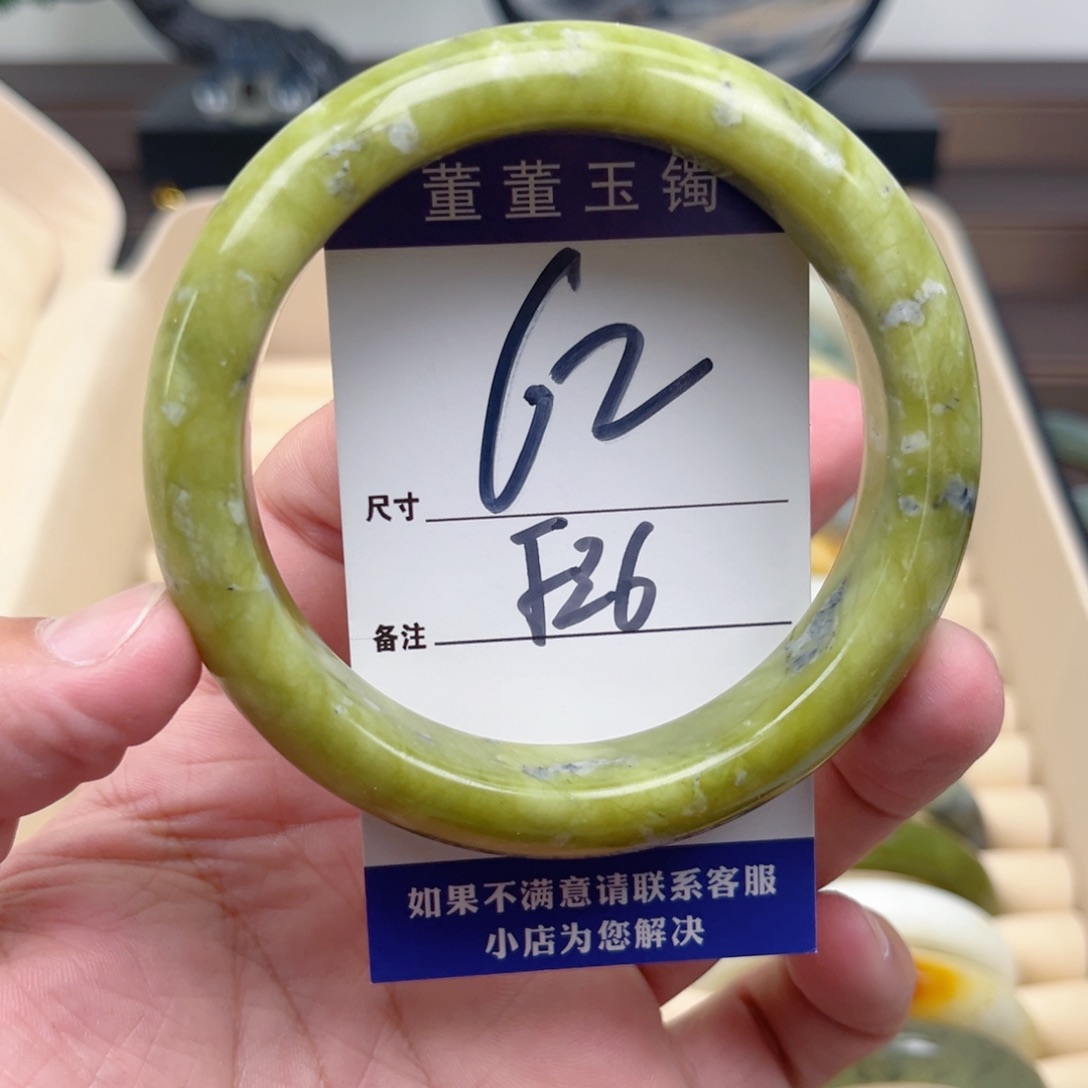 董董玉镯
尺寸 62
备注 F26
如果不满意请联系客服
小店为您解决